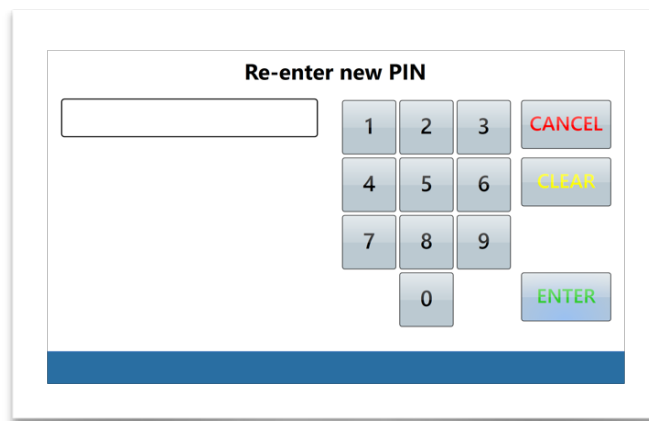 Re-enter new PIN
1 2 3 CANCEL
4 5 6 CLEAR
7 8 9
0 ENTER